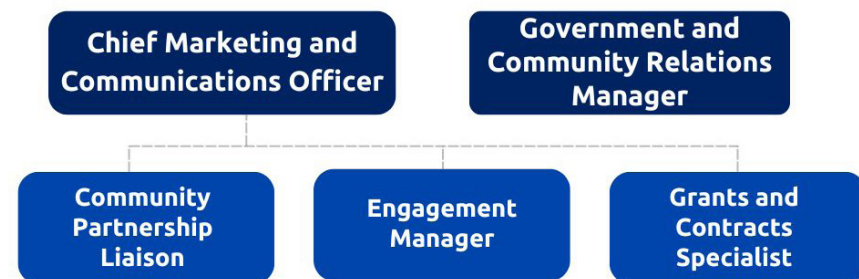 Chief Marketing and
Communications Officer
Government and
Community Relations
Manager
Community
Partnership
Liaison
Engagement
Manager
Grants and
Contracts
Specialist